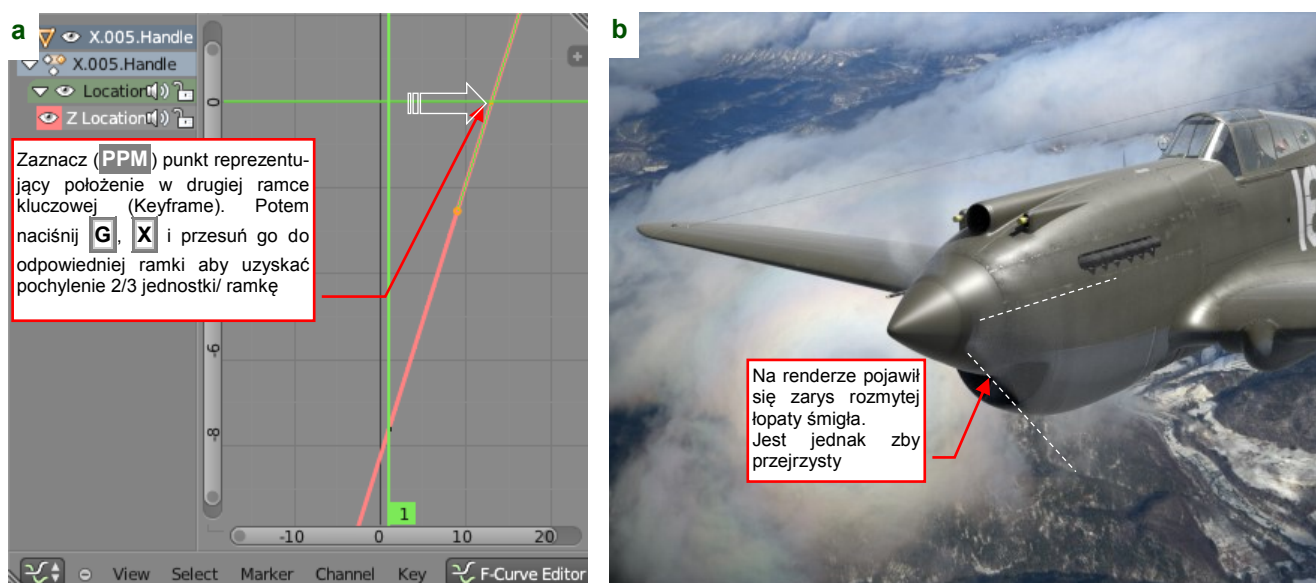 a
X.005.Handle
X.005.Handle
Location
Z Location
0
-6
-8
Zaznacz (PPM) punkt reprezentu-
jący położenie w drugiej ramce
kluczowej (Keyframe). Potem
naciśnij G, X i przesuń go do
odpowiedniej ramki aby uzyskać
pochylenie 2/3 jednostki/ ramkę
1
-10 0 10 20
View Select Marker Channel Key F-Curve Editor
b
Na renderze pojawił
się zarys rozmytej
łopaty śmigła.
Jest jednak zby
przejrzysty